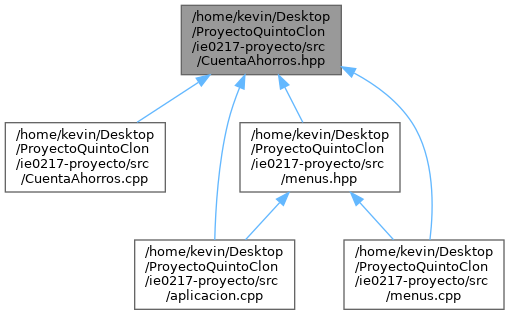 /home/kevin/Desktop
/ProyectoQuintoClon
/ie0217-proyecto/src
/CuentaAhorros.hpp
/home/kevin/Desktop
/ProyectoQuintoClon
/ie0217-proyecto/src
/CuentaAhorros.cpp
/home/kevin/Desktop
/ProyectoQuintoClon
/ie0217-proyecto/src
/menus.hpp
/home/kevin/Desktop
/ProyectoQuintoClon
/ie0217-proyecto/src
/aplicacion.cpp
/home/kevin/Desktop
/ProyectoQuintoClon
/ie0217-proyecto/src
/menus.cpp